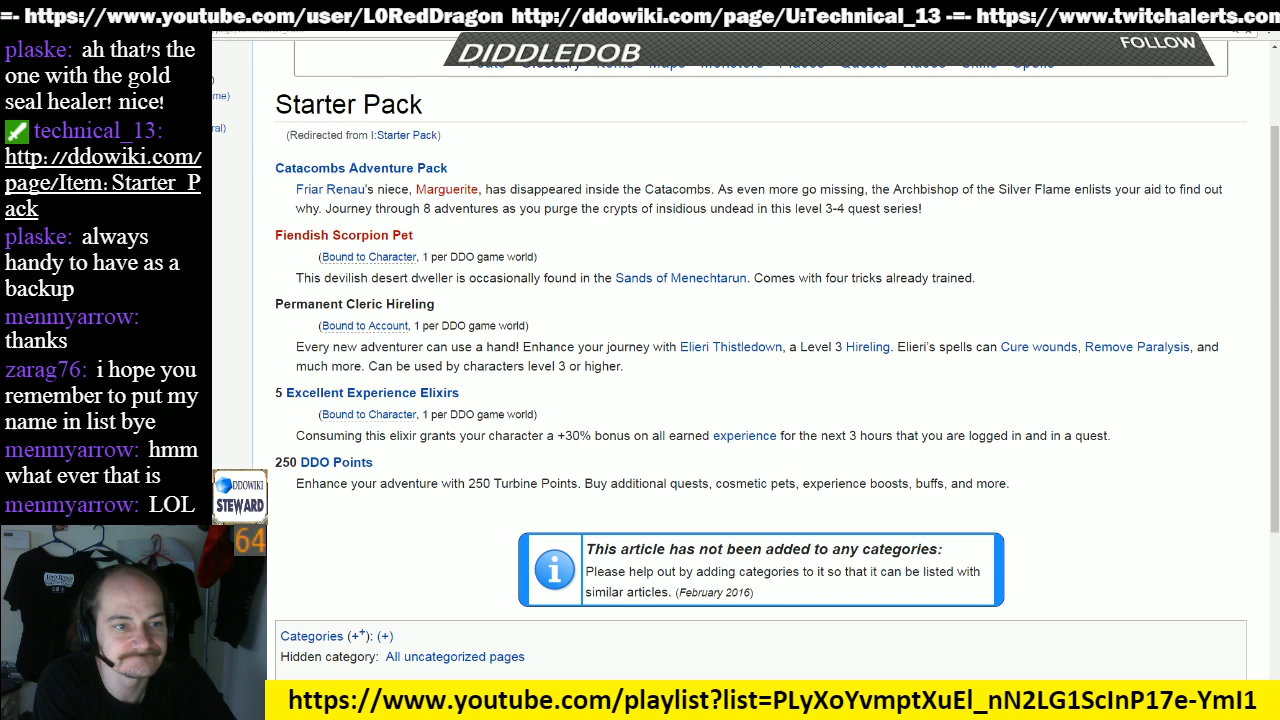 =- https://www.youtube.com/user/L0RedDragon http://ddowiki.com/page/U:Technical_13 -=- https://www.twitchalerts.com
plaske: ah that's the
one with the gold
seal healer! nice!
technical_13:
http://ddowiki.com/
page/Item:Starter_P
ack
plaske: always
handy to have as a
backup
menmyarrow:
thanks
zarag76: i hope you
remember to put my
name in list bye
menmyarrow: hmm
what ever that is
menmyarrow: LOL
DDOWIKI
STEWARD
64
DIDDLEDOB
FOLLOW
Starter Pack
(Redirected from I:Starter Pack)
Catacombs Adventure Pack
Friar Renau's niece, Marguerite, has disappeared inside the Catacombs. As even more go missing, the Archbishop of the Silver Flame enlists your aid to find out
why. Journey through 8 adventures as you purge the crypts of insidious undead in this level 3-4 quest series!
Fiendish Scorpion Pet
(Bound to Character, 1 per DDO game world)
This devilish desert dweller is occasionally found in the Sands of Menechtarun. Comes with four tricks already trained.
Permanent Cleric Hireling
(Bound to Account, 1 per DDO game world)
Every new adventurer can use a hand! Enhance your journey with Elieri Thistledown, a Level 3 Hireling. Elieri's spells can Cure wounds, Remove Paralysis, and
much more. Can be used by characters level 3 or higher.
5 Excellent Experience Elixirs
(Bound to Character, 1 per DDO game world)
Consuming this elixir grants your character a +30% bonus on all earned experience for the next 3 hours that you are logged in and in a quest.
250 DDO Points
Enhance your adventure with 250 Turbine Points. Buy additional quests, cosmetic pets, experience boosts, buffs, and more.
This article has not been added to any categories:
Please help out by adding categories to it so that it can be listed with
similar articles. (February 2016)
Categories (+⁺): (+)
Hidden category: All uncategorized pages
https://www.youtube.com/playlist?list=PLyXoYvmptXuEl_nN2LG1ScInP17e-YmI1